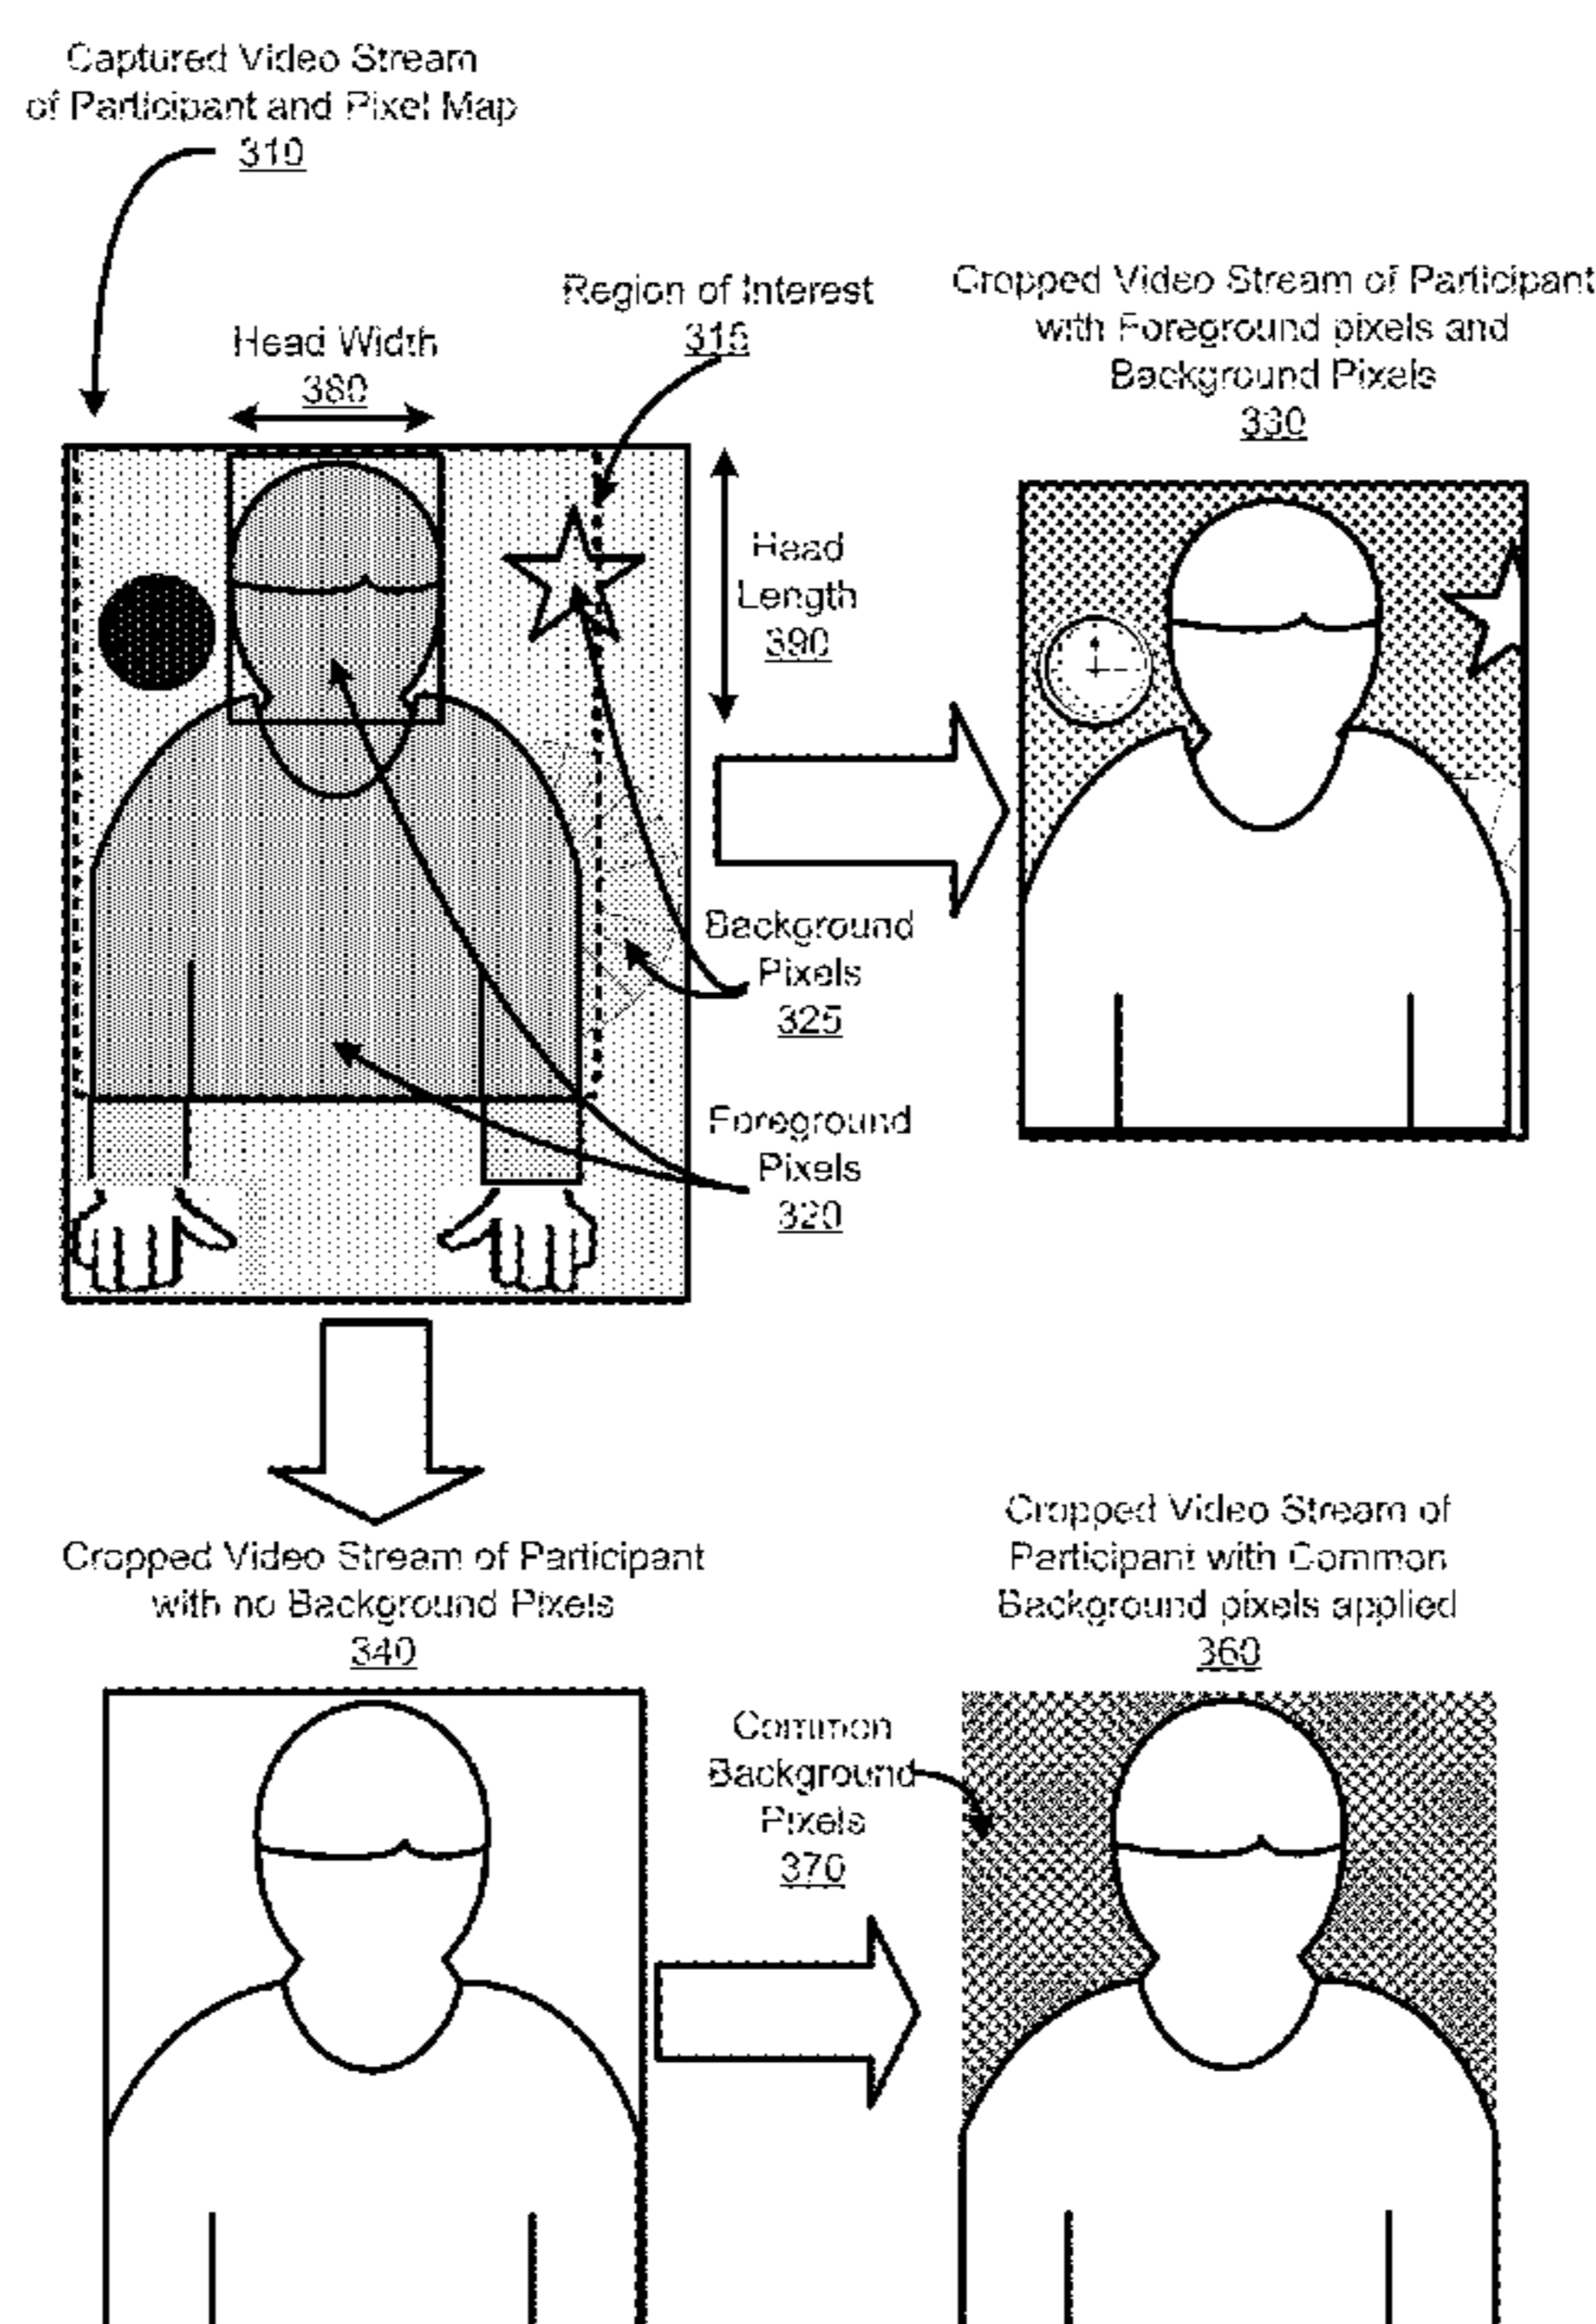 Captured Video Stream
of Participant and Pixel Map
310
Region of Interest
315
Head Width
380
Cropped Video Stream of Participant
with Foreground pixels and
Background Pixels
330
Head
Length
390
Background
Pixels
325
Foreground
Pixels
320
Cropped Video Stream of Participant
with no Background Pixels
340
Cropped Video Stream of
Participant with Common
Background pixels applied
360
Common
Background
Pixels
370